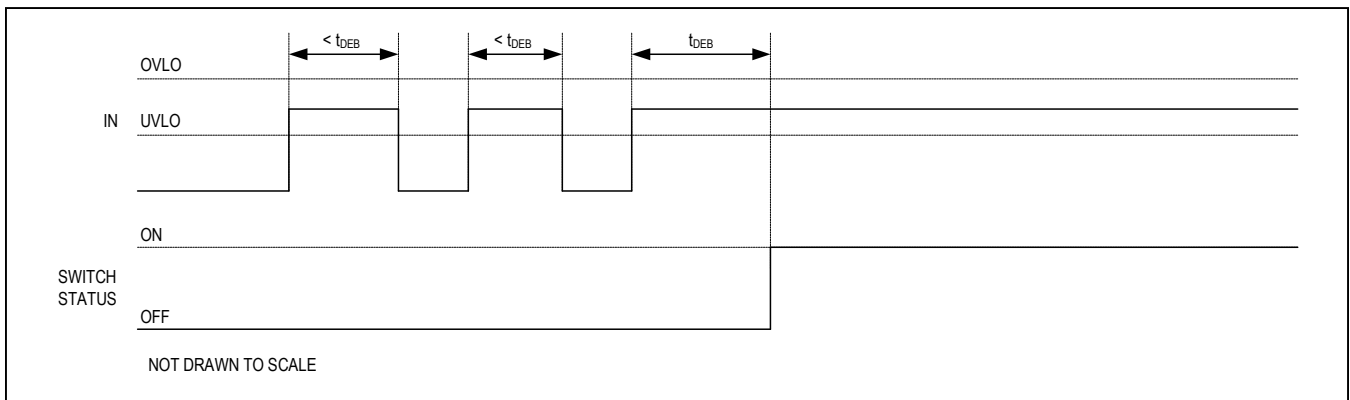 < tDEB < tDEB tDEB
OVLO
IN UVLO
ON
SWITCH
STATUS
OFF
NOT DRAWN TO SCALE